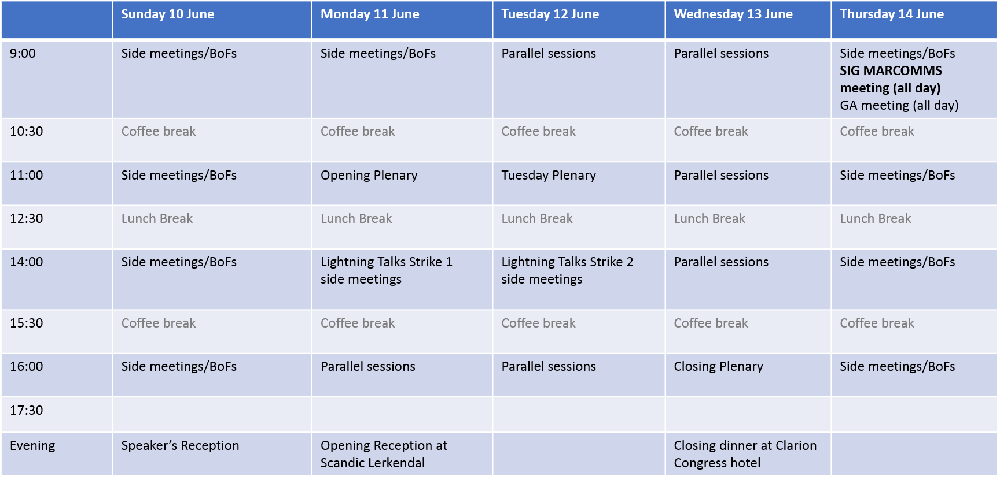 Sunday 10 June Monday 11 June Tuesday 12 June Wednesday 13 June Thursday 14 June
9:00 Side meetings/BoFs Side meetings/BoFs Parallel sessions Parallel sessions Side meetings/BoFs
SIG MARCOMMS
meeting (all day)
GA meeting (all day)
10:30 Coffee break Coffee break Coffee break Coffee break Coffee break
11:00 Side meetings/BoFs Opening Plenary Tuesday Plenary Parallel sessions Side meetings/BoFs
12:30 Lunch Break Lunch Break Lunch Break Lunch Break Lunch Break
14:00 Side meetings/BoFs Lightning Talks Strike 1 Lightning Talks Strike 2 Parallel sessions Side meetings/BoFs
side meetings side meetings
15:30 Coffee break Coffee break Coffee break Coffee break Coffee break
16:00 Side meetings/BoFs Parallel sessions Parallel sessions Closing Plenary Side meetings/BoFs
17:30
Evening Speaker’s Reception Opening Reception at Closing dinner at Clarion
Scandic Lerkendal Congress hotel